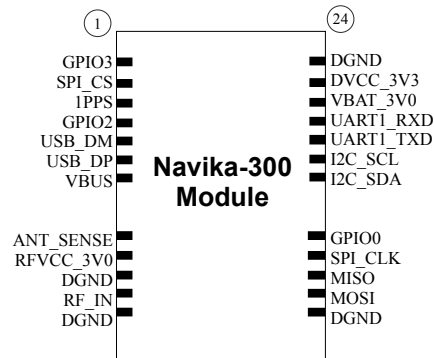 1
24
GPIO3
SPI_CS
1PPS
GPIO2
USB_DM
USB_DP
VBUS
ANT_SENSE
RFVCC_3V0
DGND
RF_IN
DGND
Navika-300
Module
DGND
DVCC_3V3
VBAT_3V0
UART1_RXD
UART1_TXD
I2C_SCL
I2C_SDA
GPIO0
SPI_CLK
MISO
MOSI
DGND